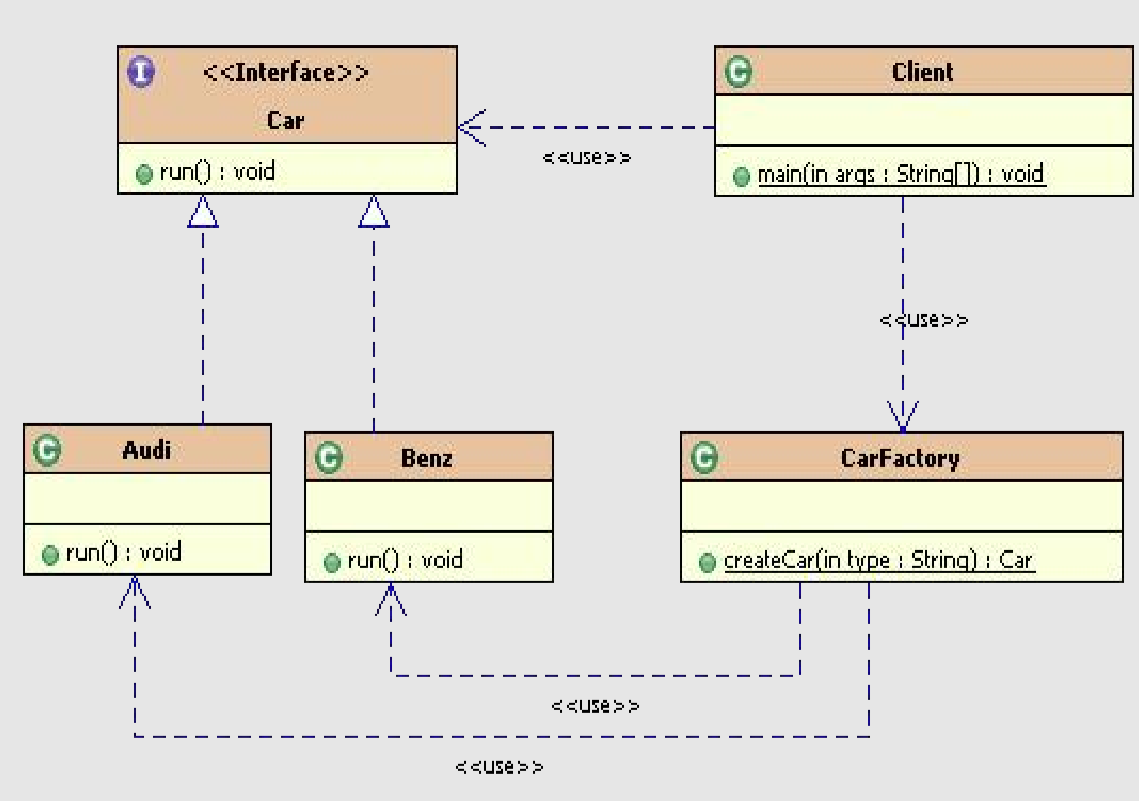 I
<<Interface>>
Car
run() : void
C
Client
main(in args : String[]) : void
<<use>>
<<use>>
C
Audi
run() : void
C
Benz
run() : void
C
CarFactory
createCar(in type : String) : Car
<<use>>
<<use>>